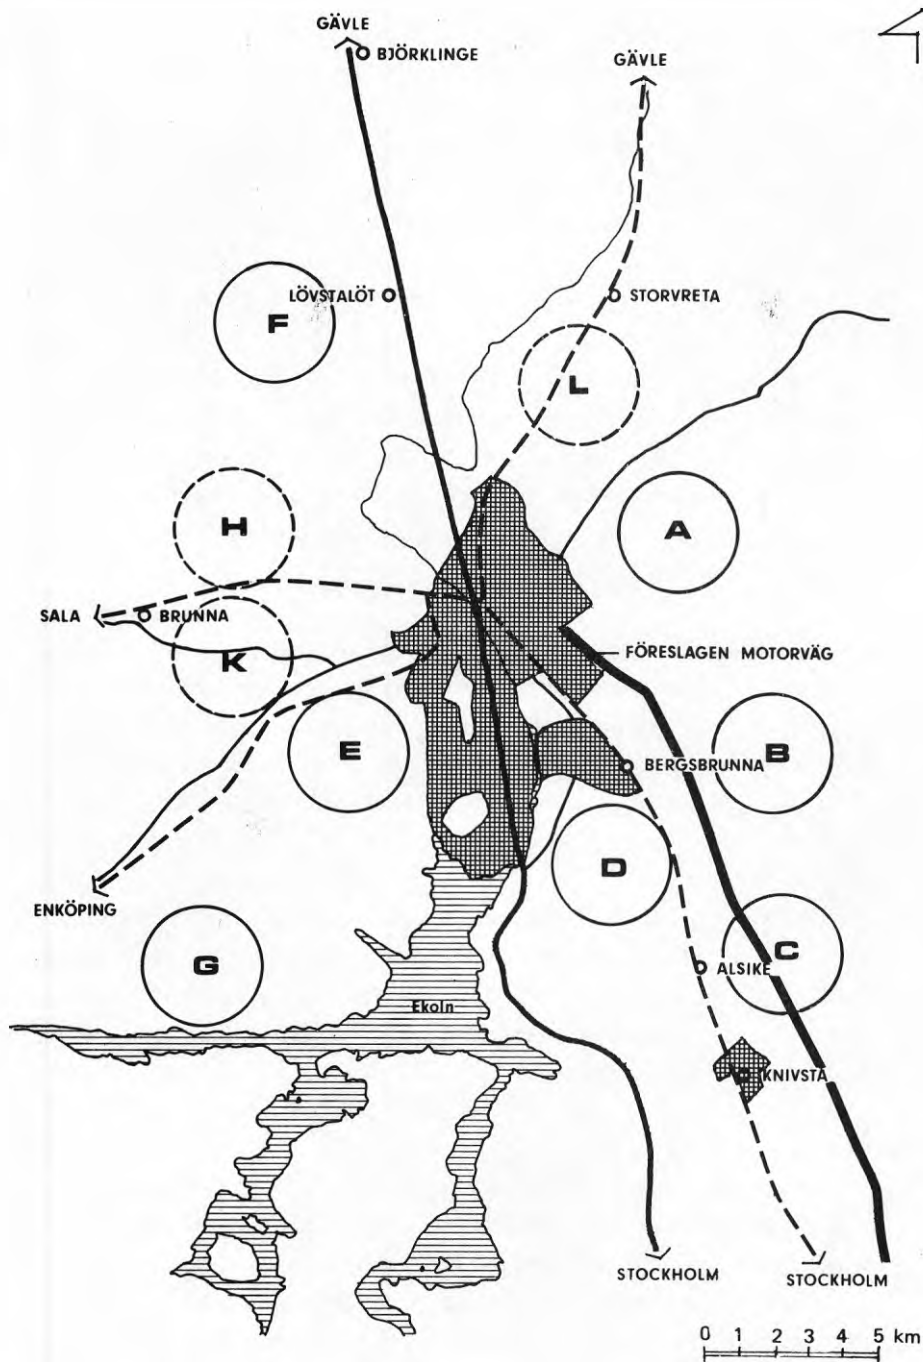 GÄVLE
BJÖRKLINGE
GÄVLE
LÖVSTALÖT
STORVRETA
F
L
H
A
SALA
BRUNNA
K
FÖRESLAGEN MOTORVÄG
E
B
BERGSBRUNNA
D
ENKÖPING
G
C
ALSIKE
Ekoln
KNIVSTA
STOCKHOLM
STOCKHOLM
0 1 2 3 4 5 km